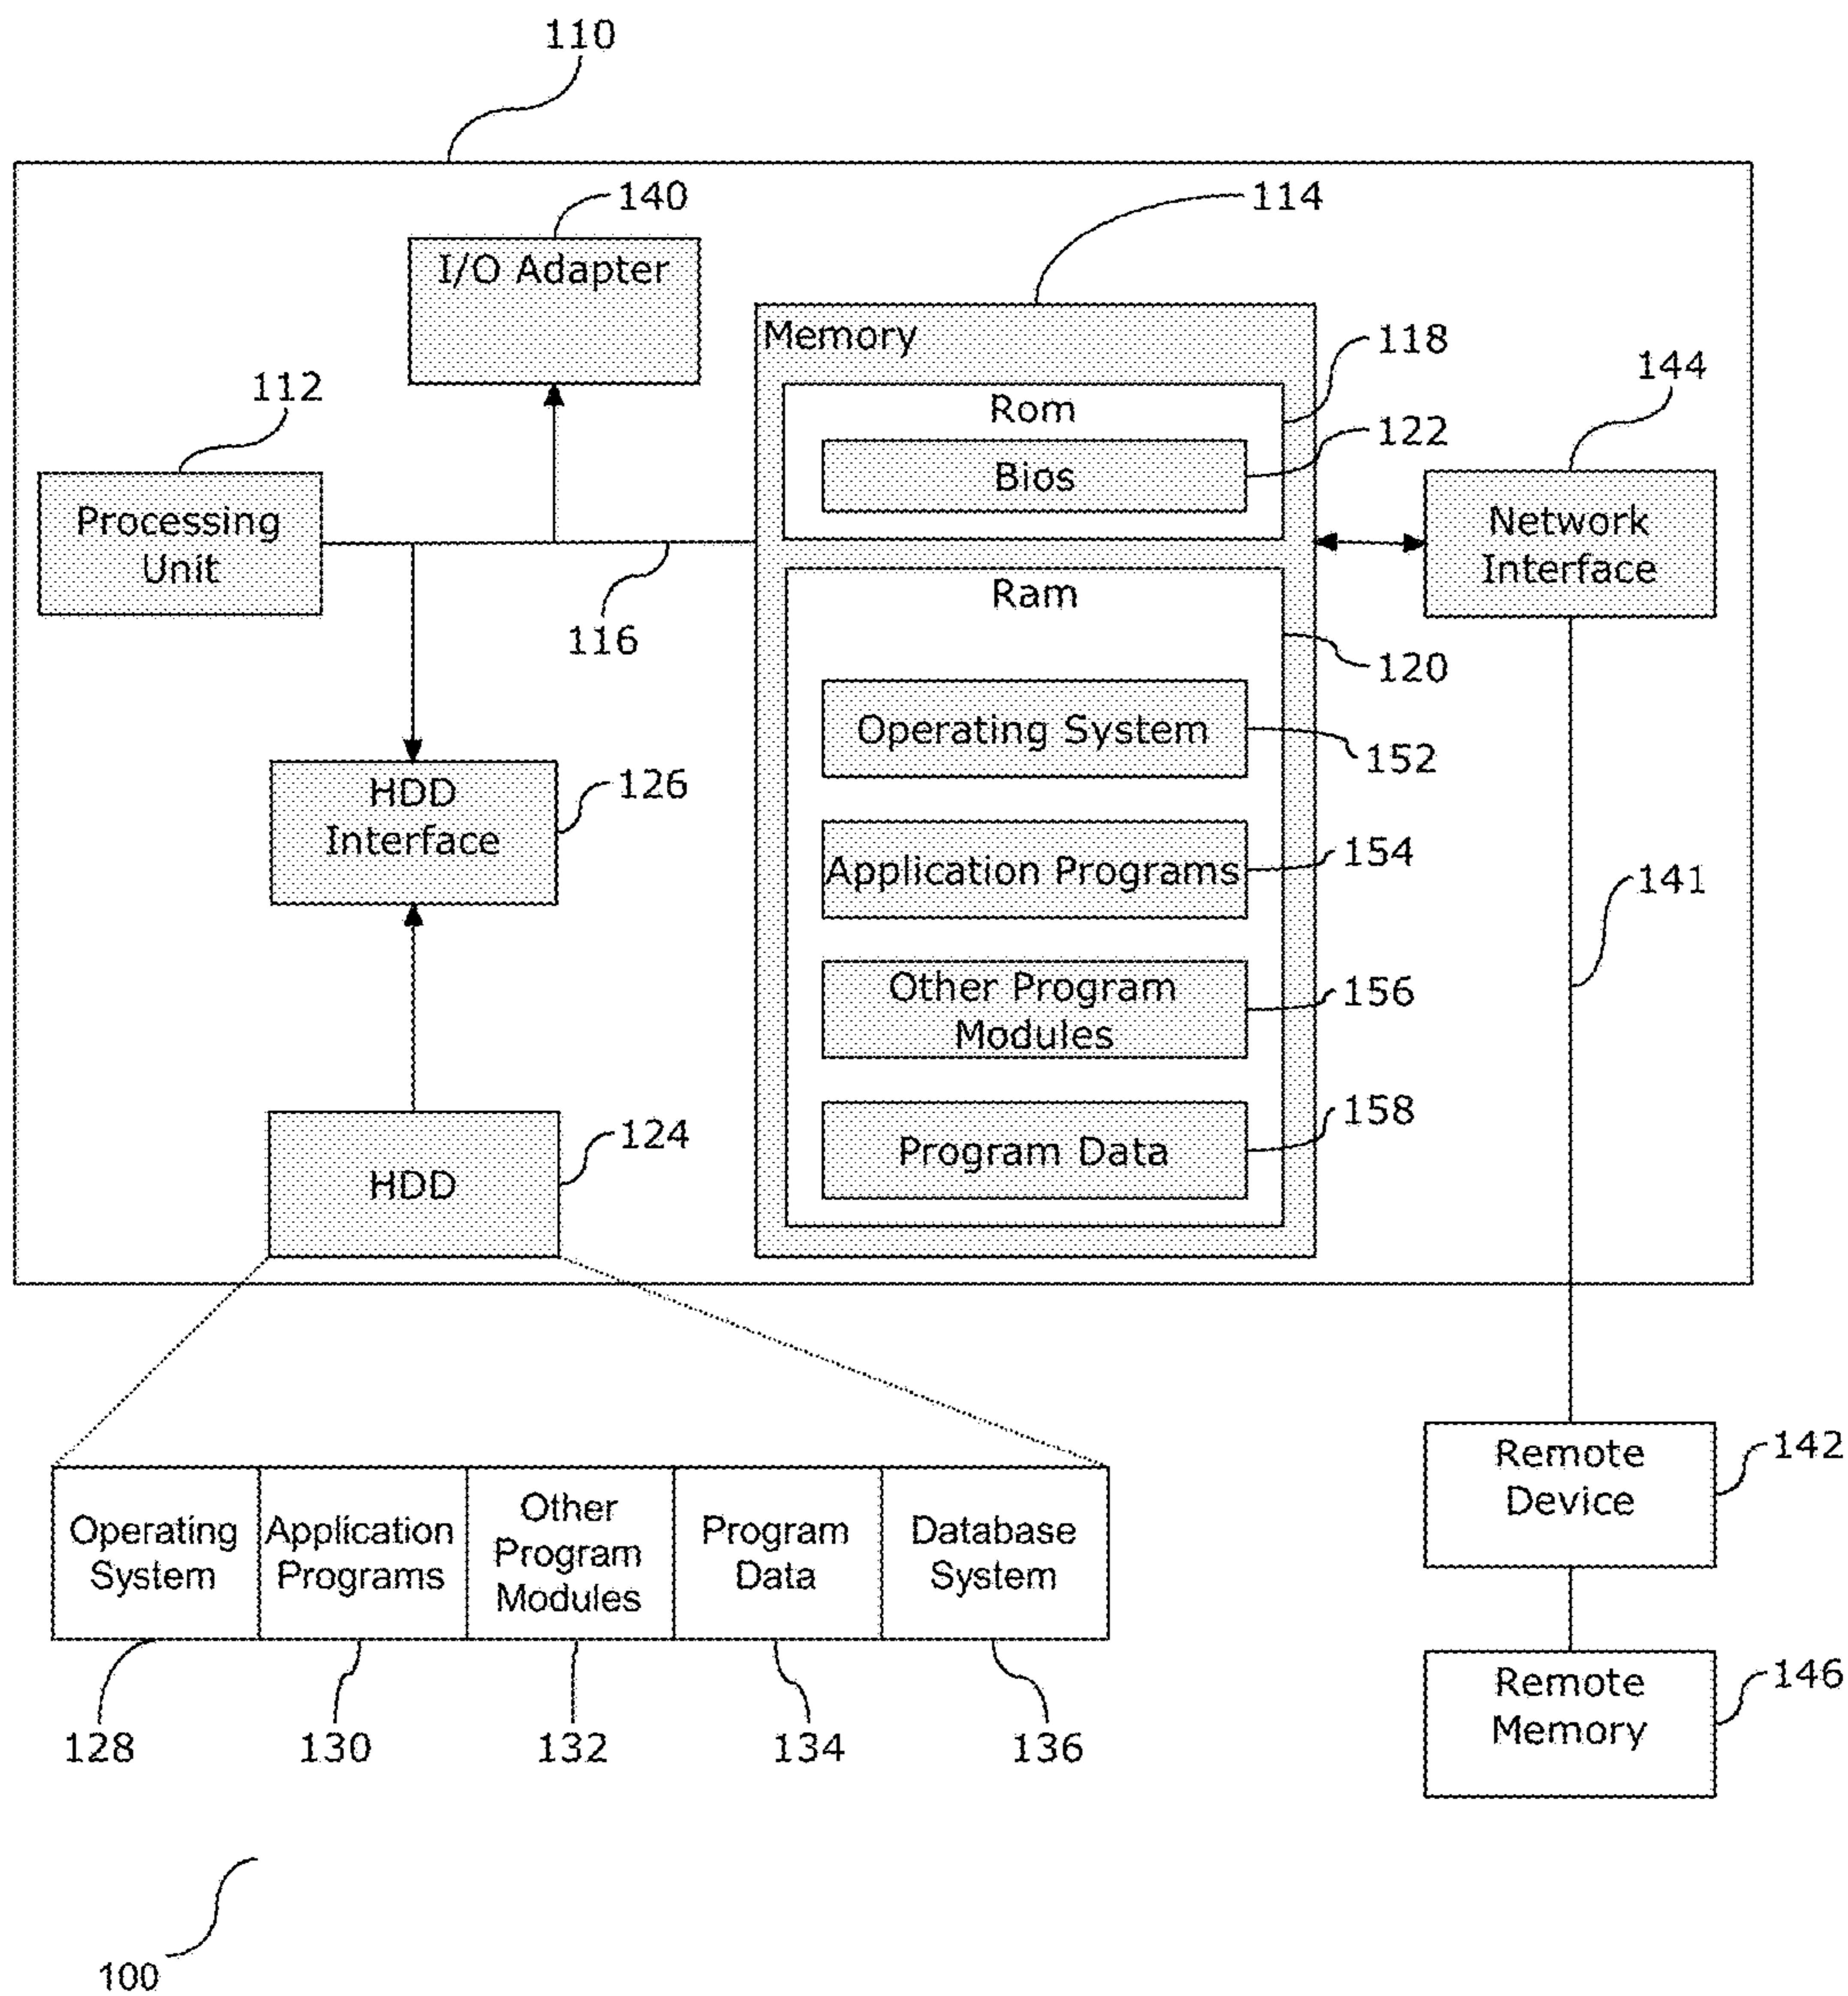 110
140
I/O Adapter
114
Memory
118
144
112
Rom
122
Bios
Processing
Unit
Network
Interface
116
Ram
120
Operating System
152
HDD
Interface
126
Application Programs
154
141
Other Program
Modules
156
124
HDD
Program Data
158
Remote
Device
142
Operating
System
Application
Programs
Other
Program
Modules
Program
Data
Database
System
Remote
Memory
146
128
130
132
134
136
100